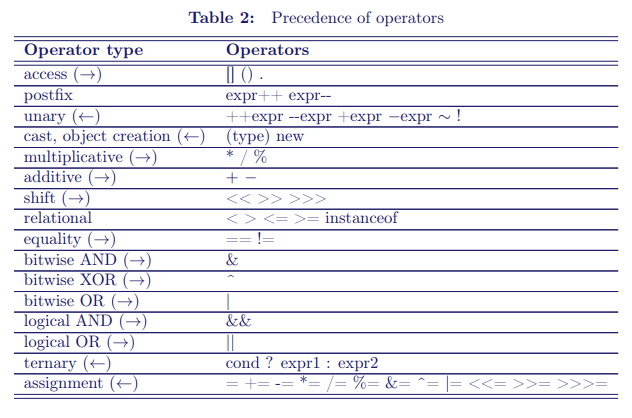 Table 2: Precedence of operators
Operator type Operators
access (→) [] () .
postfix expr++ expr--
unary (←) ++expr --expr +expr −expr ∼ !
cast, object creation (←) (type) new
multiplicative (→) * / %
additive (→) + −
shift (→) << >> >>>
relational < > <= >= instanceof
equality (→) == !=
bitwise AND (→) &
bitwise XOR (→) ^
bitwise OR (→) |
logical AND (→) &&
logical OR (→) ||
ternary (←) cond ? expr1 : expr2
assignment (←) = += -= *= /= %= &= ^= |= <<= >>= >>>=